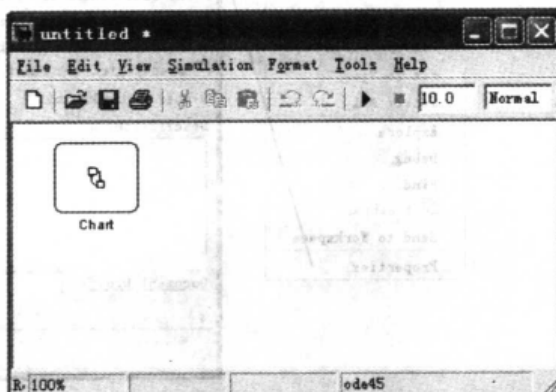 untitled *
File Edit View Simulation Format Tools Help
10.0 Normal
Chart
R 100% ode45